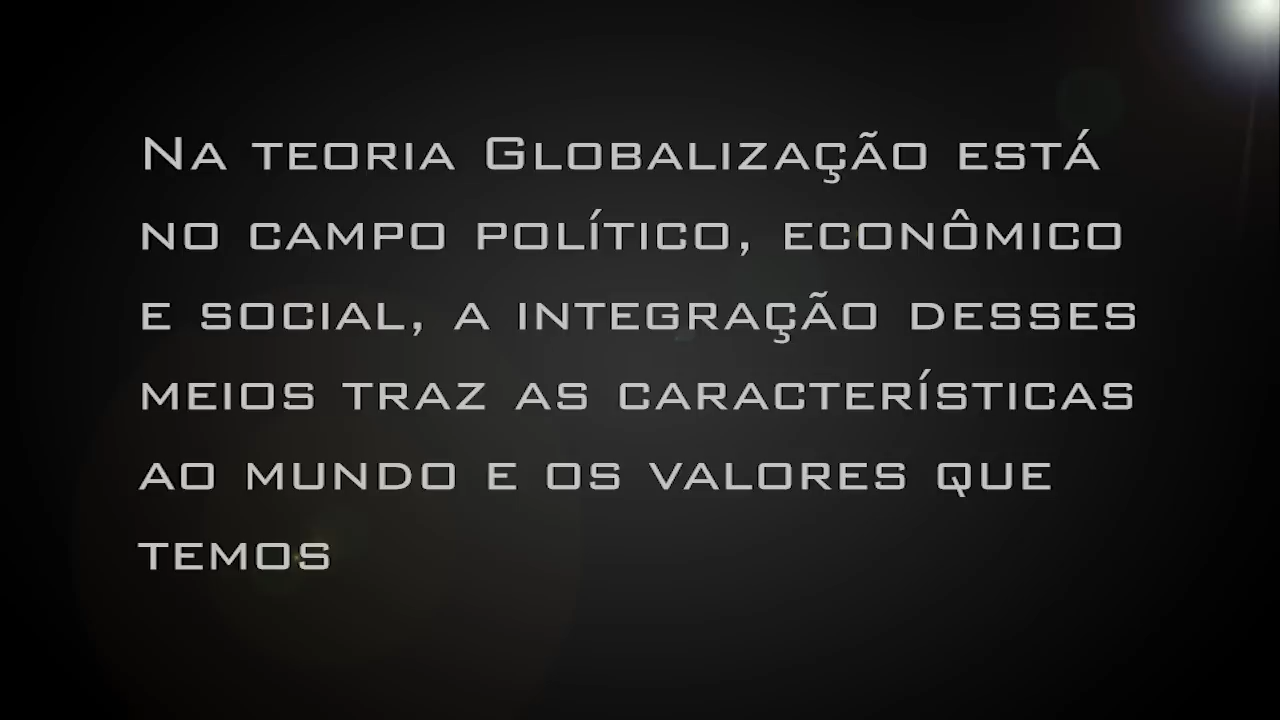 Na teoria Globalização está
no campo político, econômico
e social, a integração desses
meios traz as características
ao mundo e os valores que
temos